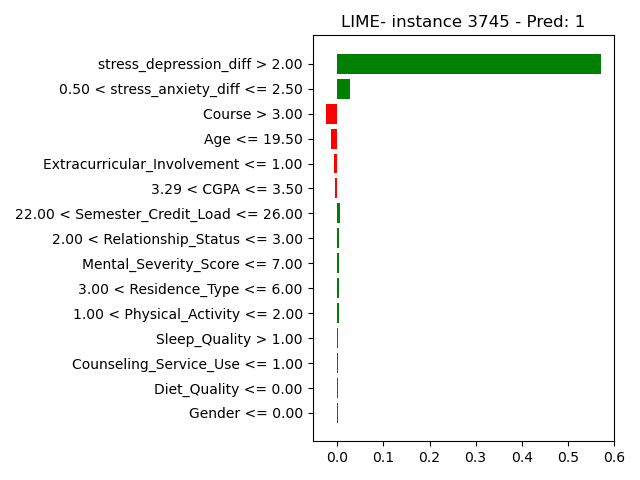 LIME- instance 3745 - Pred: 1
stress_depression_diff > 2.00
0.50 < stress_anxiety_diff <= 2.50
Course > 3.00
Age <= 19.50
Extracurricular_Involvement <= 1.00
3.29 < CGPA <= 3.50
22.00 < Semester_Credit_Load <= 26.00
2.00 < Relationship_Status <= 3.00
Mental_Severity_Score <= 7.00
3.00 < Residence_Type <= 6.00
1.00 < Physical_Activity <= 2.00
Sleep_Quality > 1.00
Counseling_Service_Use <= 1.00
Diet_Quality <= 0.00
Gender <= 0.00
0.0 0.1 0.2 0.3 0.4 0.5 0.6